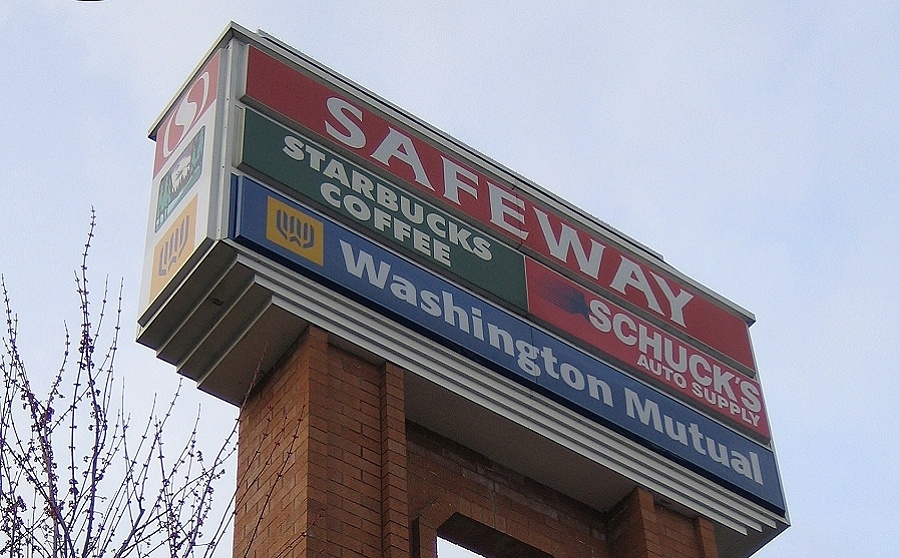 SAFEWAY
STARBUCKS
COFFEE
SCHUCK'S
AUTO SUPPLY
Washington Mutual